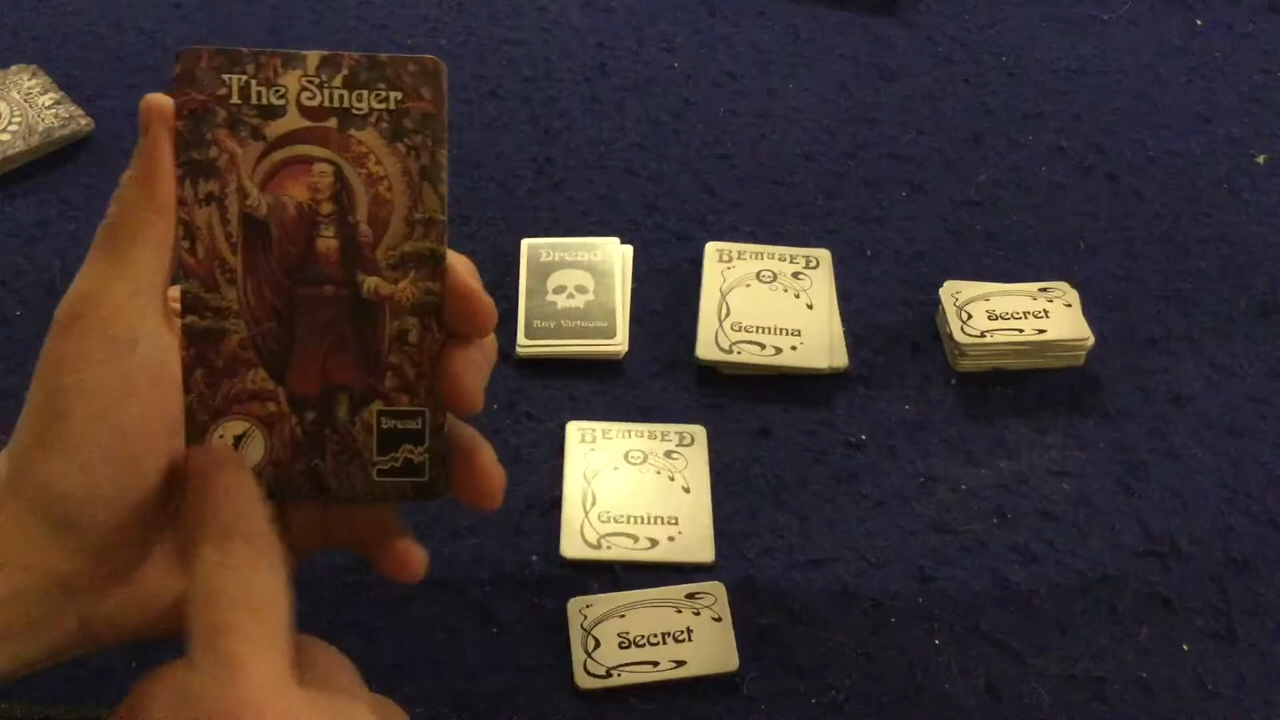 The Singer
Dread
Dread
Any Virtuoso
BEMUSED
Gemina
Secret
BEMUSED
Gemina
Secret